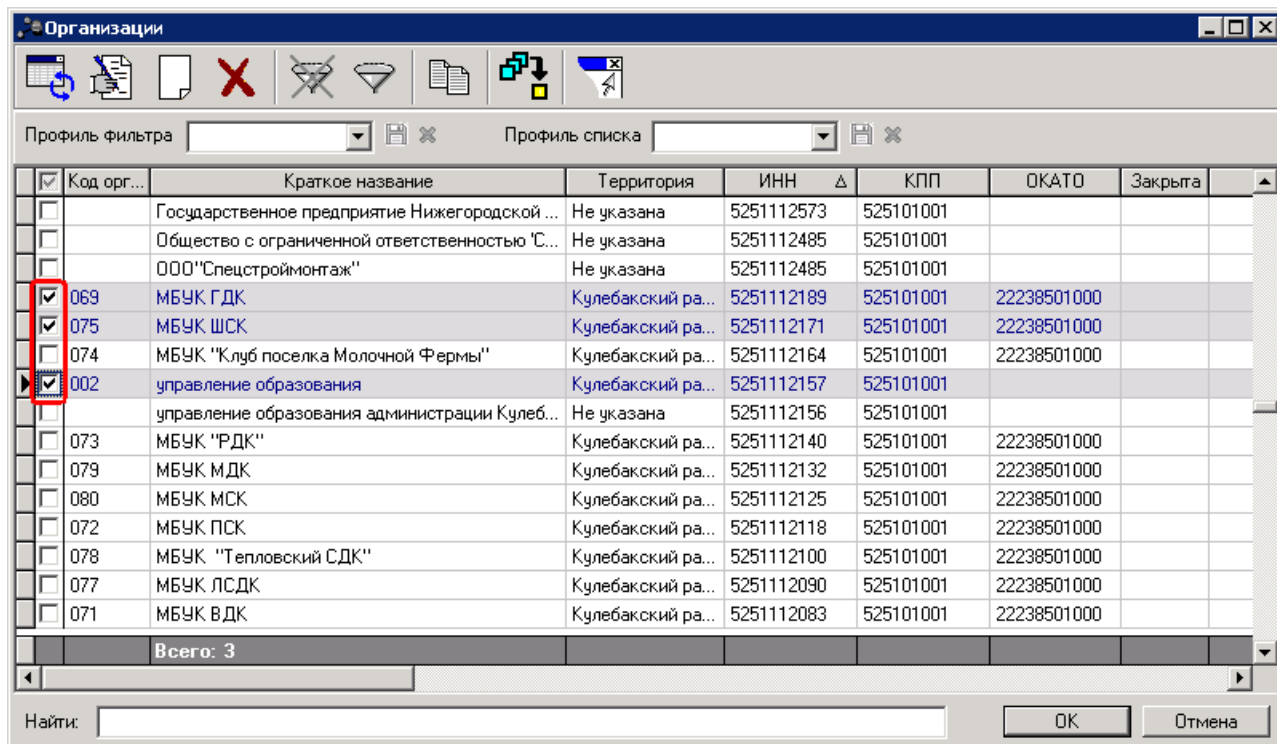 Организации
Профиль фильтра Профиль списка
Код орг... Краткое название Территория ИНН КПП ОКАТО Закрыта
Государственное предприятие Нижегородской ... Не указана 5251112573 525101001
Общество с ограниченной ответственностью 'С... Не указана 5251112485 525101001
ООО"Спецстроймонтаж" Не указана 5251112485 525101001
069 МБУК ГДК Кулебакский ра... 5251112189 525101001 22238501000
075 МБУК ШСК Кулебакский ра... 5251112171 525101001 22238501000
074 МБУК "Клуб поселка Молочной Фермы" Кулебакский ра... 5251112164 525101001 22238501000
002 управление образования Кулебакский ра... 5251112157 525101001
управление образования администрации Кулеб... Не указана 5251112156 525101001
073 МБУК "РДК" Кулебакский ра... 5251112140 525101001 22238501000
079 МБУК МДК Кулебакский ра... 5251112132 525101001 22238501000
080 МБУК МСК Кулебакский ра... 5251112125 525101001 22238501000
072 МБУК ПСК Кулебакский ра... 5251112118 525101001 22238501000
078 МБУК "Тепловский СДК" Кулебакский ра... 5251112100 525101001 22238501000
077 МБУК ЛСДК Кулебакский ра... 5251112090 525101001 22238501000
071 МБУК ВДК Кулебакский ра... 5251112083 525101001 22238501000
Всего: 3
Найти: ОК Отмена